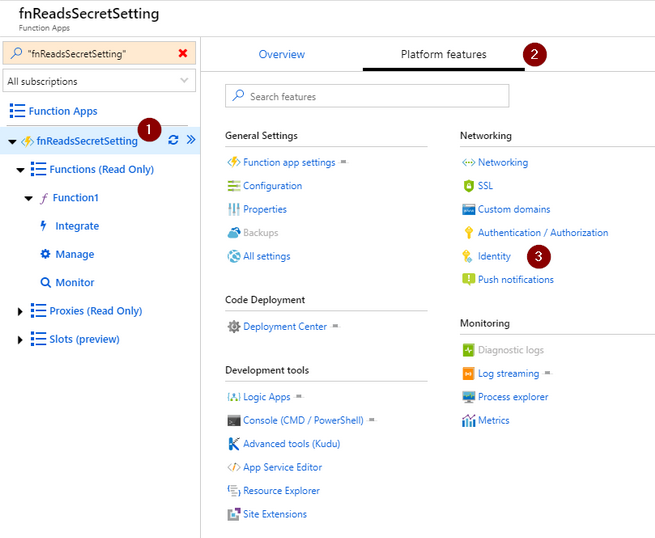 fnReadsSecretSetting
Function Apps
"fnReadsSecretSetting"
All subscriptions
Function Apps
fnReadsSecretSetting
1
Functions (Read Only)
Function1
Integrate
Manage
Monitor
Proxies (Read Only)
Slots (preview)
Overview
Platform features
2
Search features
General Settings
Function app settings
Configuration
Properties
Backups
All settings
Code Deployment
Deployment Center
Development tools
Logic Apps
Console (CMD / PowerShell)
Advanced tools (Kudu)
App Service Editor
Resource Explorer
Site Extensions
Networking
Networking
SSL
Custom domains
Authentication / Authorization
Identity
3
Push notifications
Monitoring
Diagnostic logs
Log streaming
Process explorer
Metrics